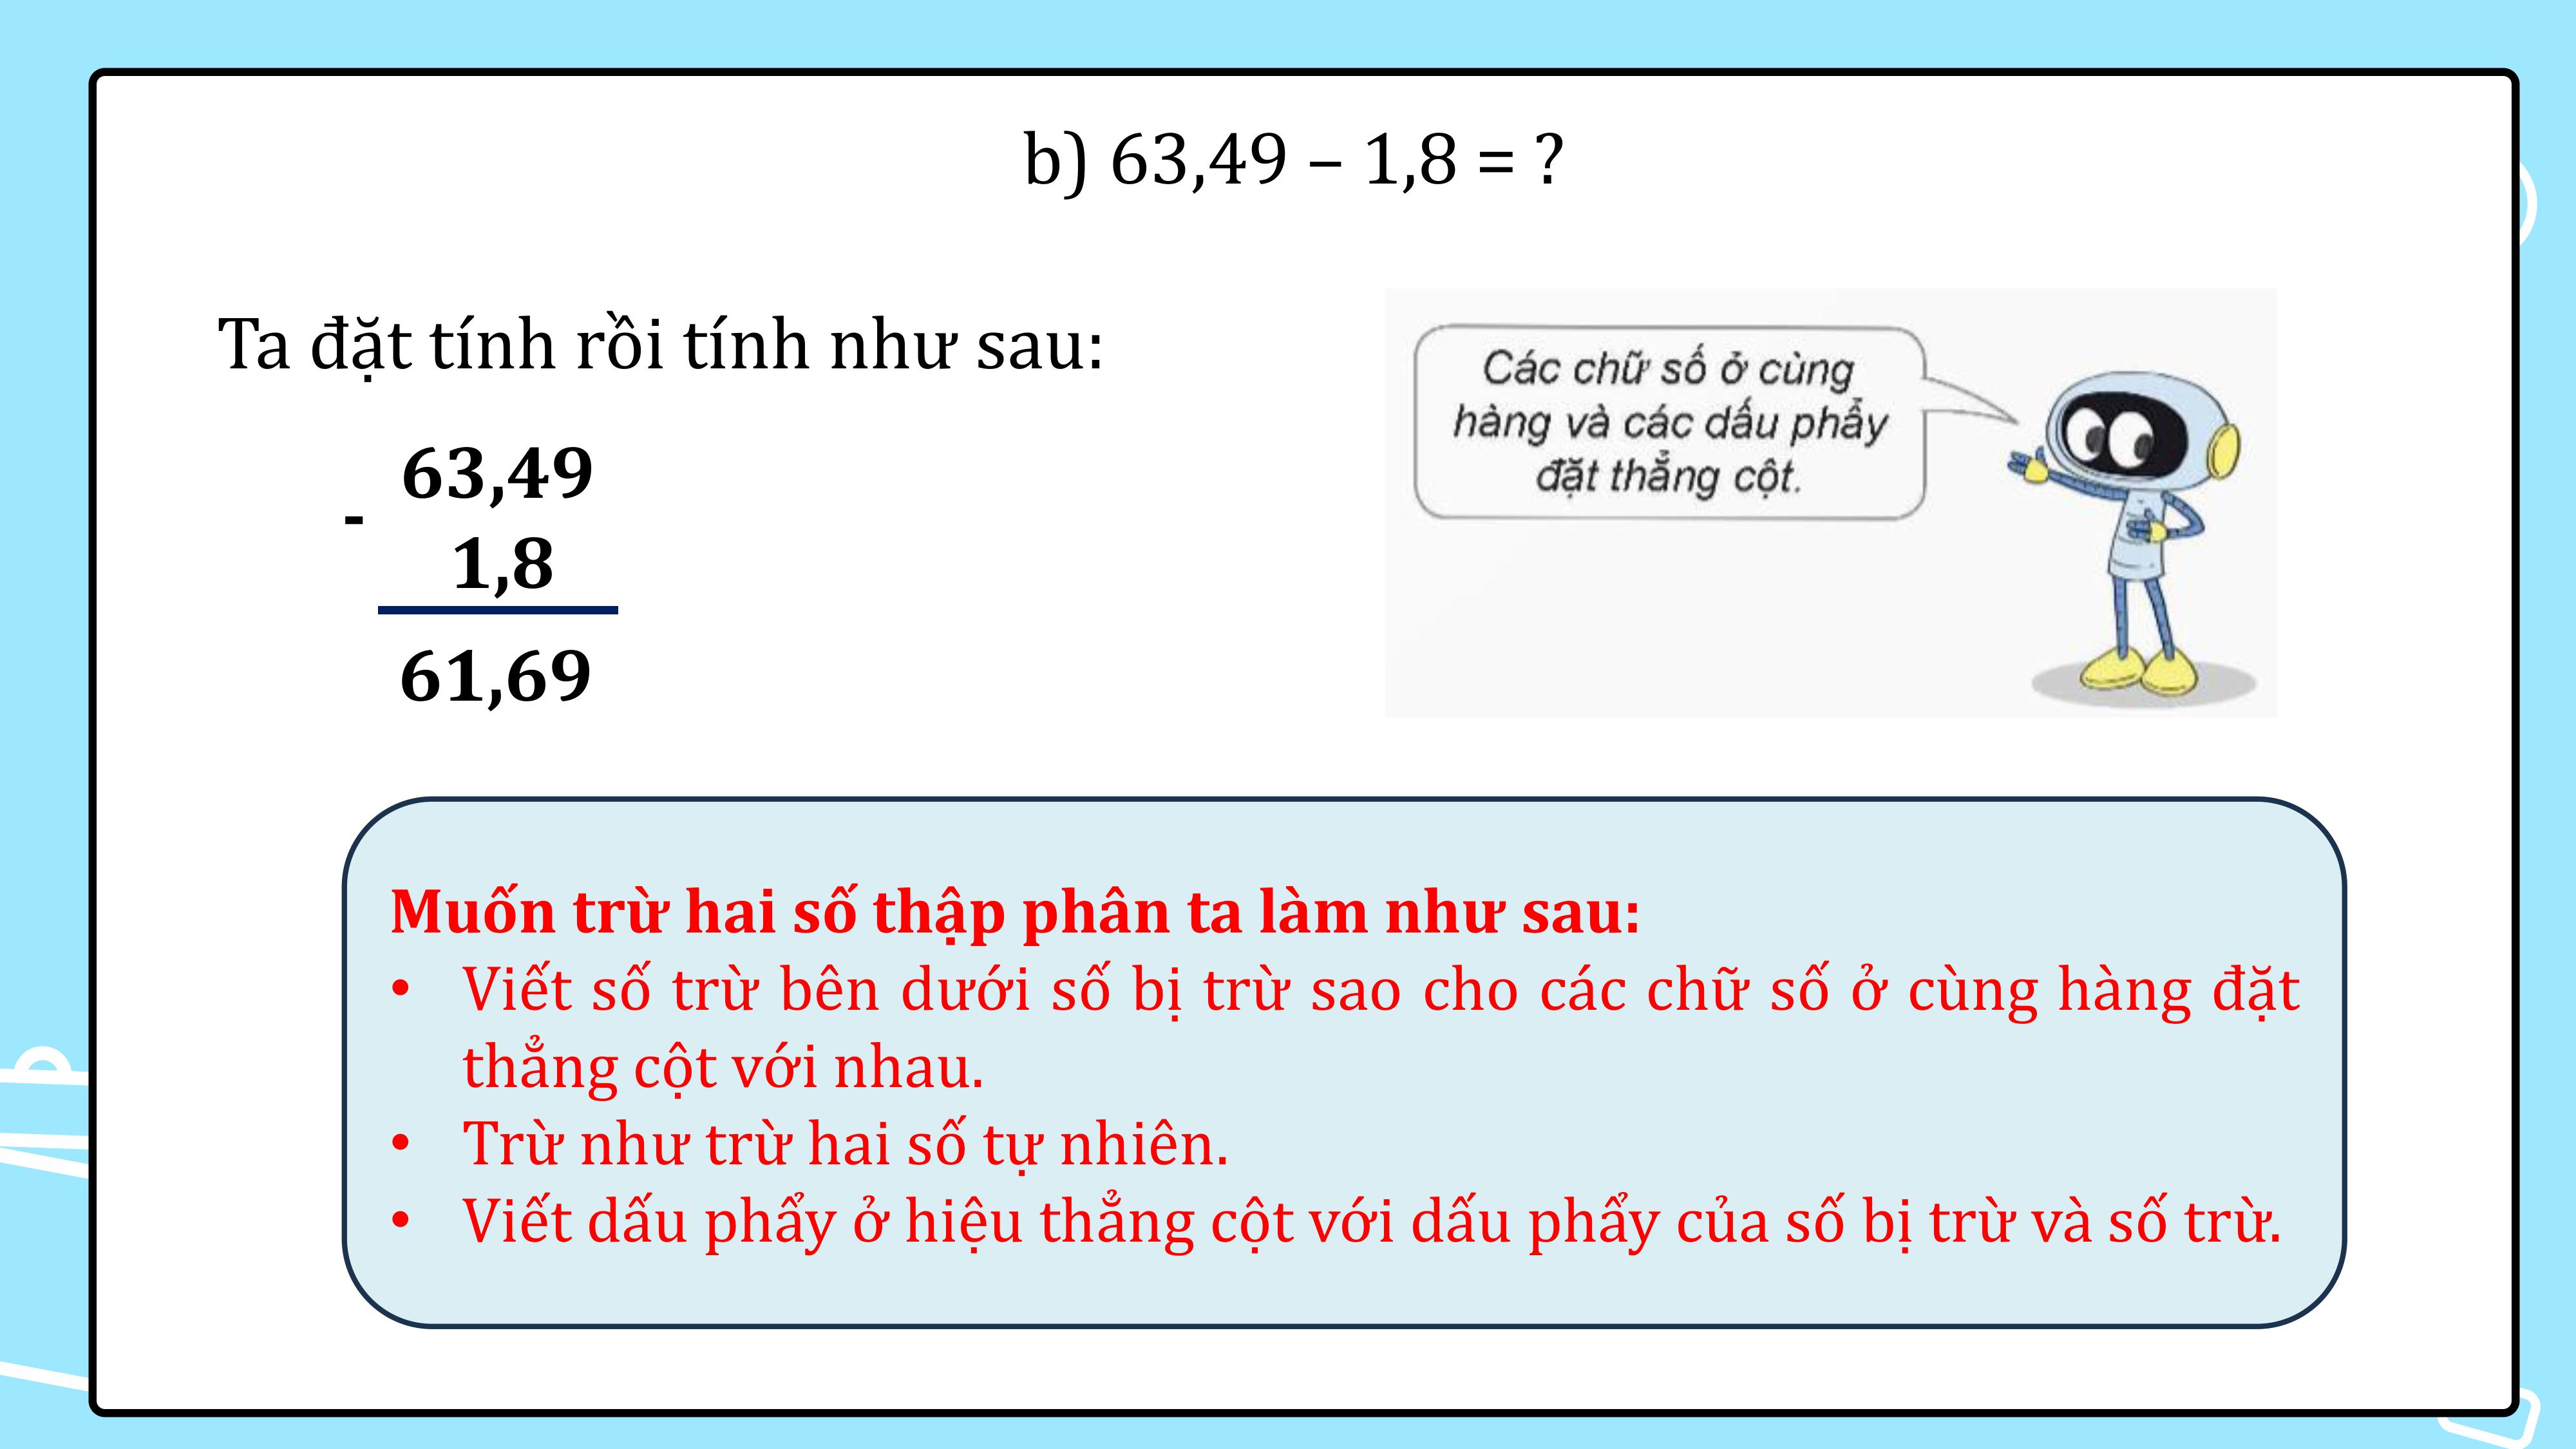 b) 63,49 – 1,8 = ?
Ta đặt tính rồi tính như sau:
63,49
-
1,8
61,69
Các chữ số ở cùng
hàng và các dấu phẩy
đặt thẳng cột.
Muốn trừ hai số thập phân ta làm như sau:
• Viết số trừ bên dưới số bị trừ sao cho các chữ số ở cùng hàng đặt
thẳng cột với nhau.
• Trừ như trừ hai số tự nhiên.
• Viết dấu phẩy ở hiệu thẳng cột với dấu phẩy của số bị trừ và số trừ.